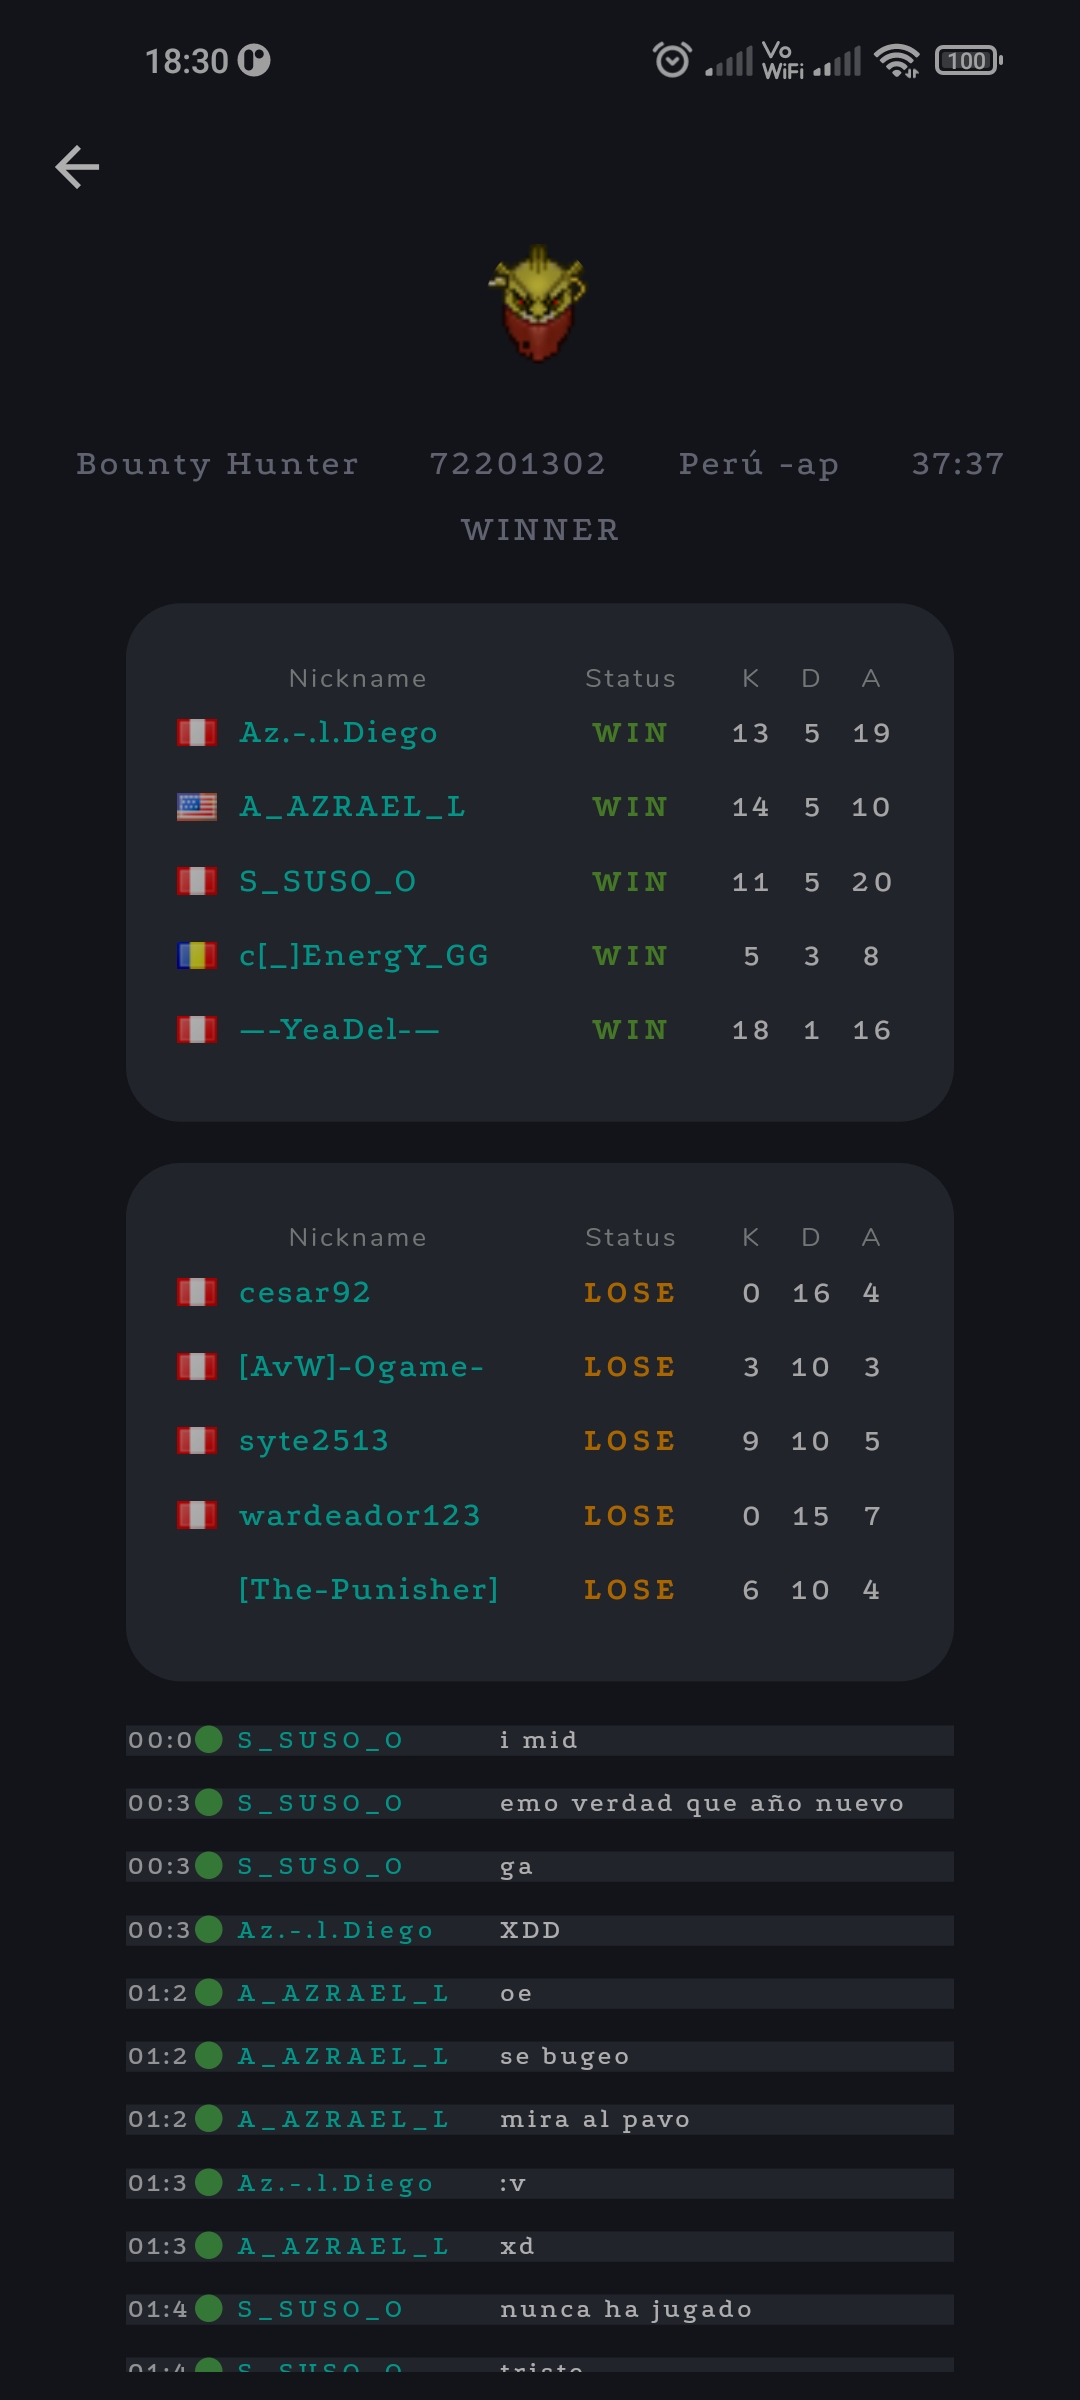 18:30 Vo WiFi 100
Bounty Hunter 72201302 Perú -ap 37:37
WINNER
Nickname Status K D A
Az.-.l.Diego WIN 13 5 19
A_AZRAEL_L WIN 14 5 10
S_SUSO_O WIN 11 5 20
c[_]EnergY_GG WIN 5 3 8
—-YeaDel-— WIN 18 1 16
Nickname Status K D A
cesar92 LOSE 0 16 4
[AvW]-Ogame- LOSE 3 10 3
syte2513 LOSE 9 10 5
wardeador123 LOSE 0 15 7
[The-Punisher] LOSE 6 10 4
00:0 S_SUSO_O i mid
00:3 S_SUSO_O emo verdad que año nuevo
00:3 S_SUSO_O ga
00:3 Az.-.l.Diego XDD
01:2 A_AZRAEL_L oe
01:2 A_AZRAEL_L se bugeo
01:2 A_AZRAEL_L mira al pavo
01:3 Az.-.l.Diego :v
01:3 A_AZRAEL_L xd
01:4 S_SUSO_O nunca ha jugado
01:4 S_SUSO_O